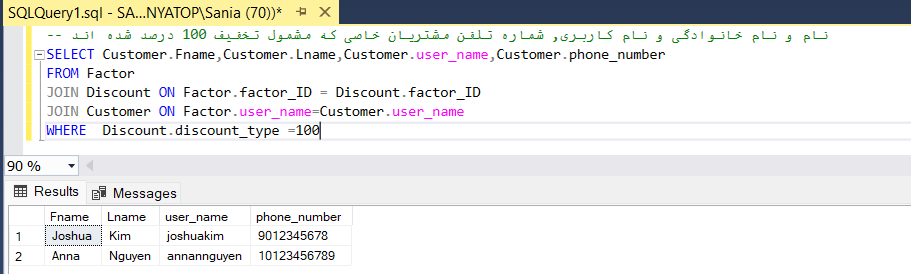 SQLQuery1.sql - SA...NYATOP\Sania (70))*
-- نام و نام خانوادگی و نام کاربری, شماره تلفن مشتریان خاصی که مشمول تخفیف 100 درصد شده اند
SELECT Customer.Fname,Customer.Lname,Customer.user_name,Customer.phone_number
FROM Factor
JOIN Discount ON Factor.factor_ID = Discount.factor_ID
JOIN Customer ON Factor.user_name=Customer.user_name
WHERE  Discount.discount_type =100
90 %
Results Messages
Fname Lname user_name phone_number
1 Joshua Kim joshuakim 9012345678
2 Anna Nguyen annannguyen 10123456789